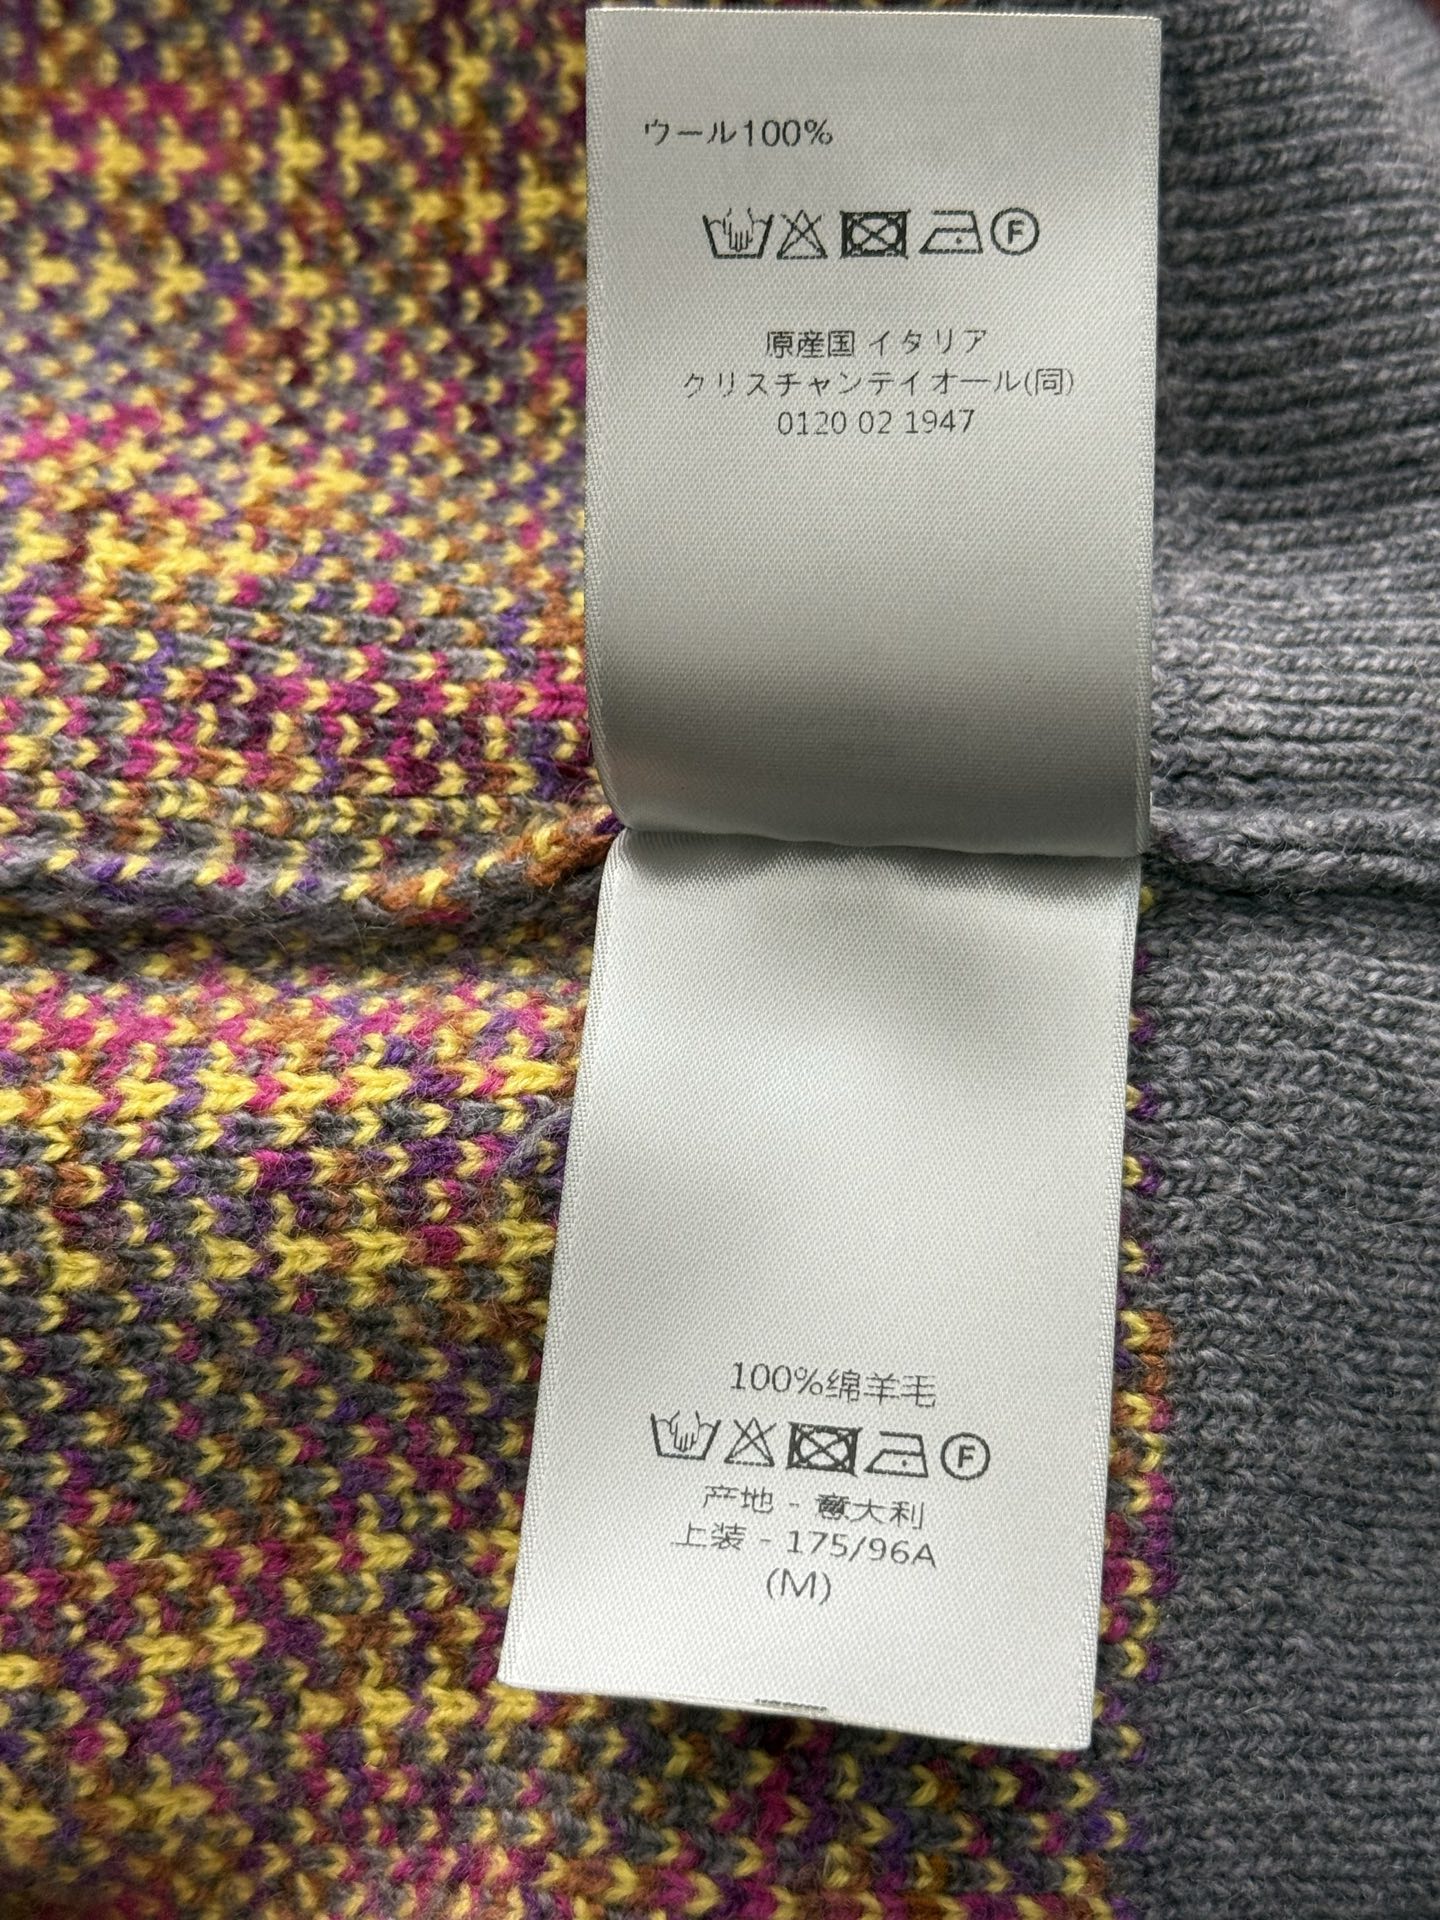 ウール100%
F
原産国 イタリア
クリスチャンディオール(同)
0120 02 1947
100%绵羊毛
F
产地 - 意大利
上装 - 175/96A
(M)